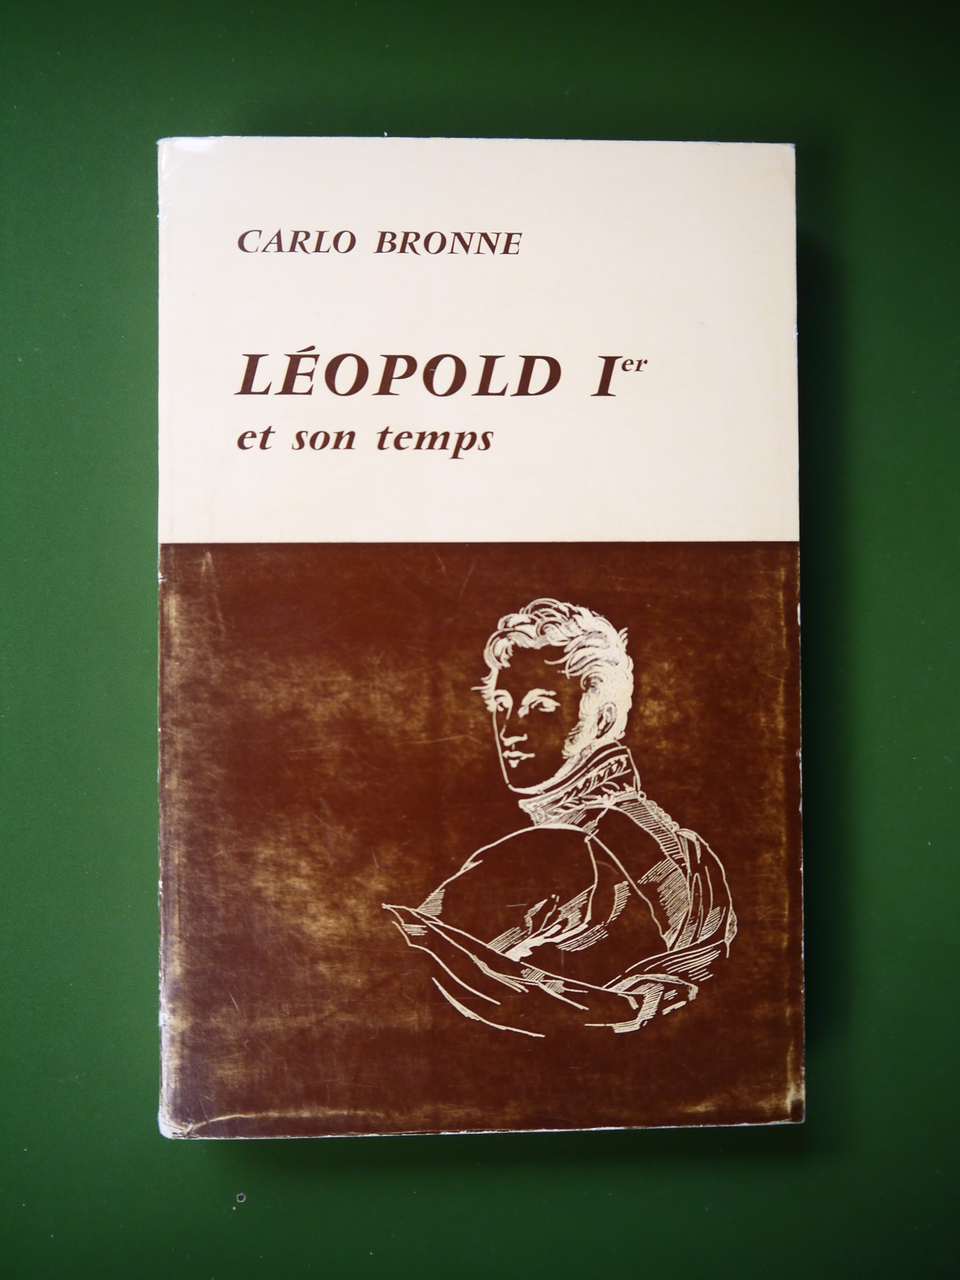 CARLO BRONNE
LÉOPOLD Ier
et son temps